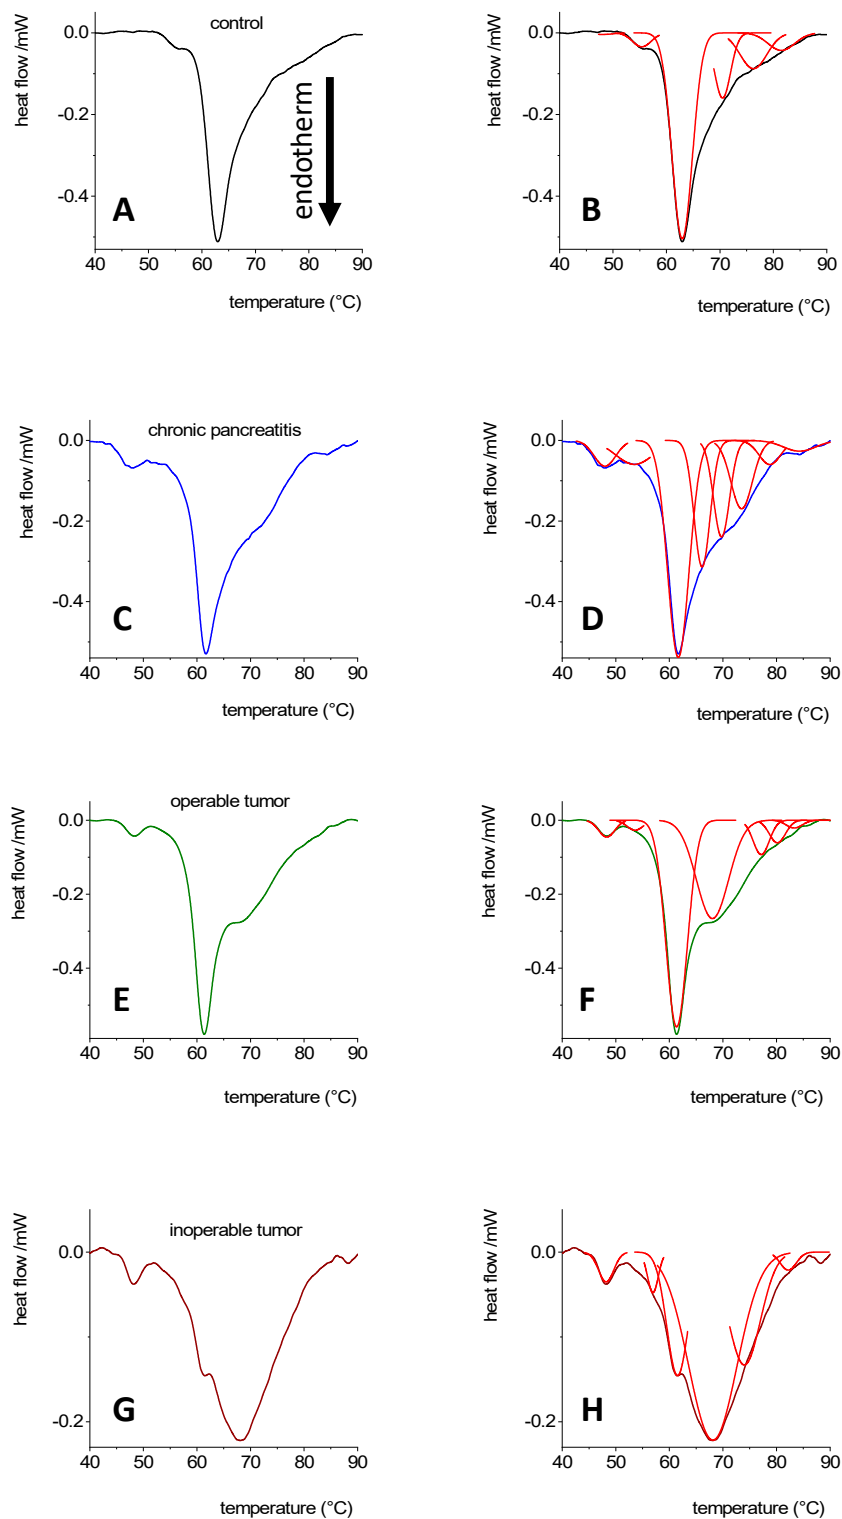 control
0.0
-0.2
-0.4
heat flow /mW
endotherm
A
40 50 60 70 80 90
temperature (°C)
0.0
-0.2
-0.4
heat flow /mW
B
40 50 60 70 80 90
temperature (°C)
chronic pancreatitis
0.0
-0.2
-0.4
heat flow /mW
C
40 50 60 70 80 90
temperature (°C)
0.0
-0.2
-0.4
heat flow /mW
D
40 50 60 70 80 90
temperature (°C)
operable tumor
0.0
-0.2
-0.4
heat flow /mW
E
40 50 60 70 80 90
temperature (°C)
0.0
-0.2
-0.4
heat flow /mW
F
40 50 60 70 80 90
temperature (°C)
inoperable tumor
0.0
-0.2
heat flow /mW
G
40 50 60 70 80 90
temperature (°C)
0.0
-0.2
heat flow /mW
H
40 50 60 70 80 90
temperature (°C)